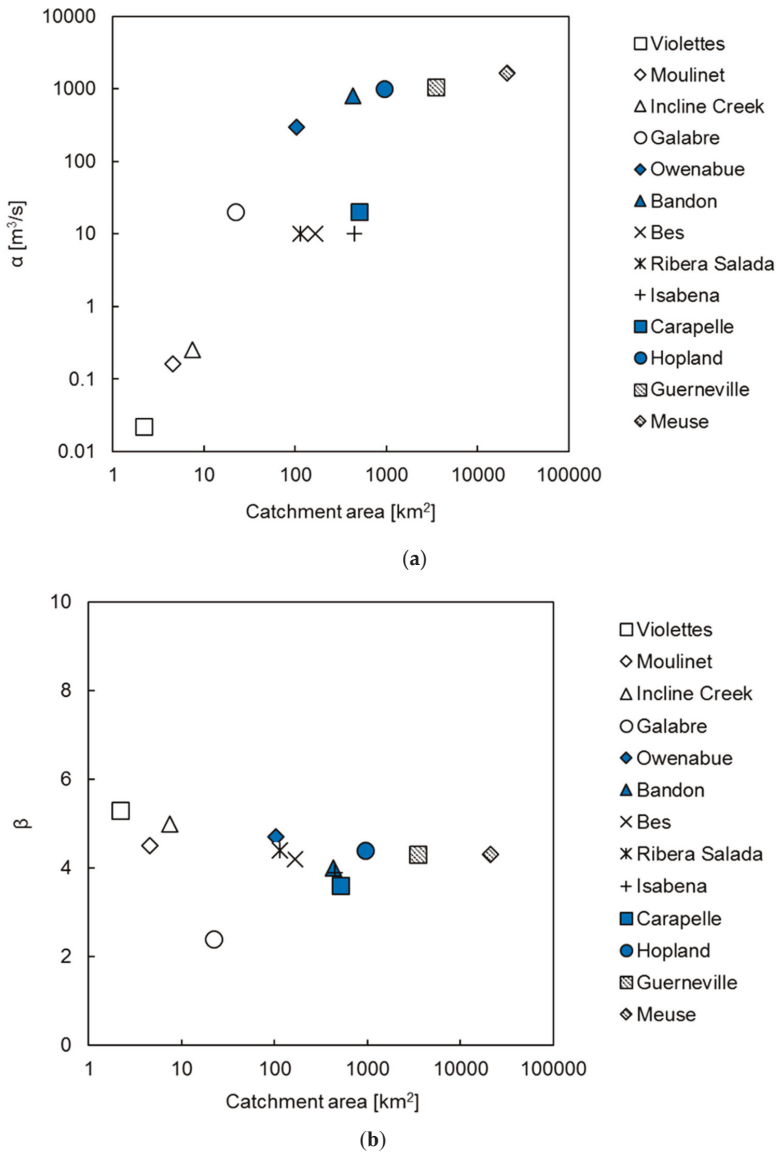 10000
1000
100
10
1
0.1
0.01
α [m³/s]
1 10 100 1000 10000 100000
Catchment area [km²]
Violettes
Moulinet
Incline Creek
Galabre
Owenabue
Bandon
Bes
Ribera Salada
Isabena
Carapelle
Hopland
Guerneville
Meuse
(a)
10
8
6
4
2
0
β
1 10 100 1000 10000 100000
Catchment area [km²]
Violettes
Moulinet
Incline Creek
Galabre
Owenabue
Bandon
Bes
Ribera Salada
Isabena
Carapelle
Hopland
Guerneville
Meuse
(b)